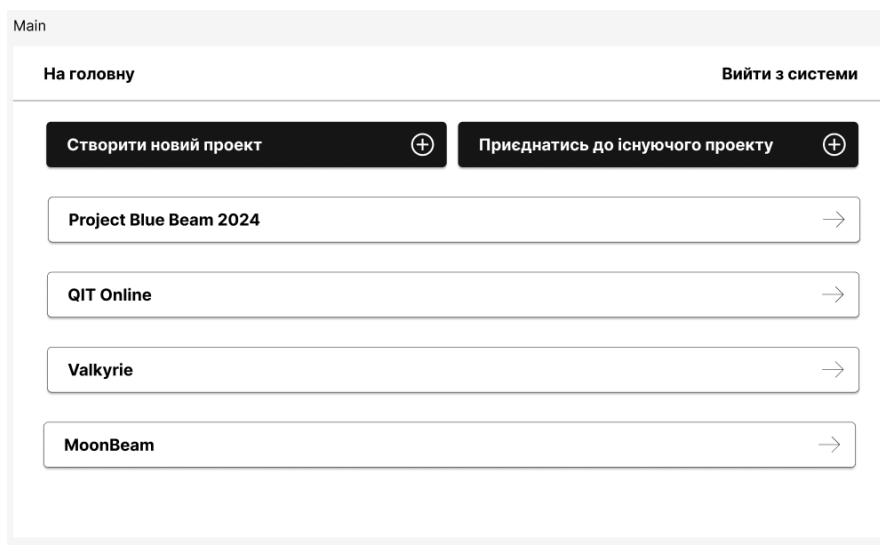 Main
На головну
Вийти з системи
Створити новий проект
Приєднатись до існуючого проекту
Project Blue Beam 2024
QIT Online
Valkyrie
MoonBeam